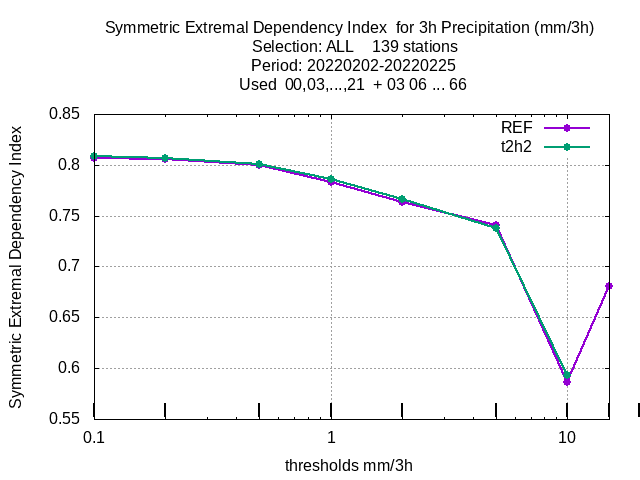 Symmetric Extremal Dependency Index  for 3h Precipitation (mm/3h)
Selection: ALL    139 stations
Period: 20220202-20220225
Used  00,03,...,21  + 03 06 ... 66
Symmetric Extremal Dependency Index
0.85
0.8
0.75
0.7
0.65
0.6
0.55
REF
t2h2
0.1
1
10
thresholds mm/3h